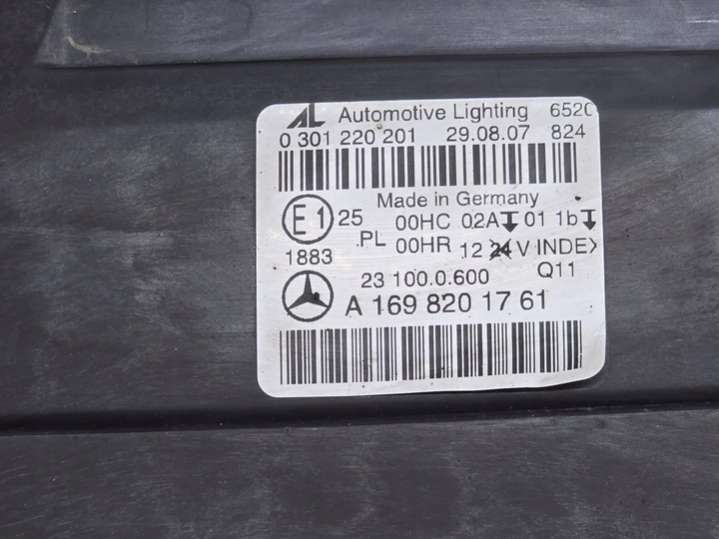 AL Automotive Lighting 652C
0 301 220 201 29.08.07 824
Made in Germany
E1 25 00HC 02A 01 1b
PL 00HR 12 24 V INDEX
1883 Q11
23 100.0.600
A 169 820 17 61